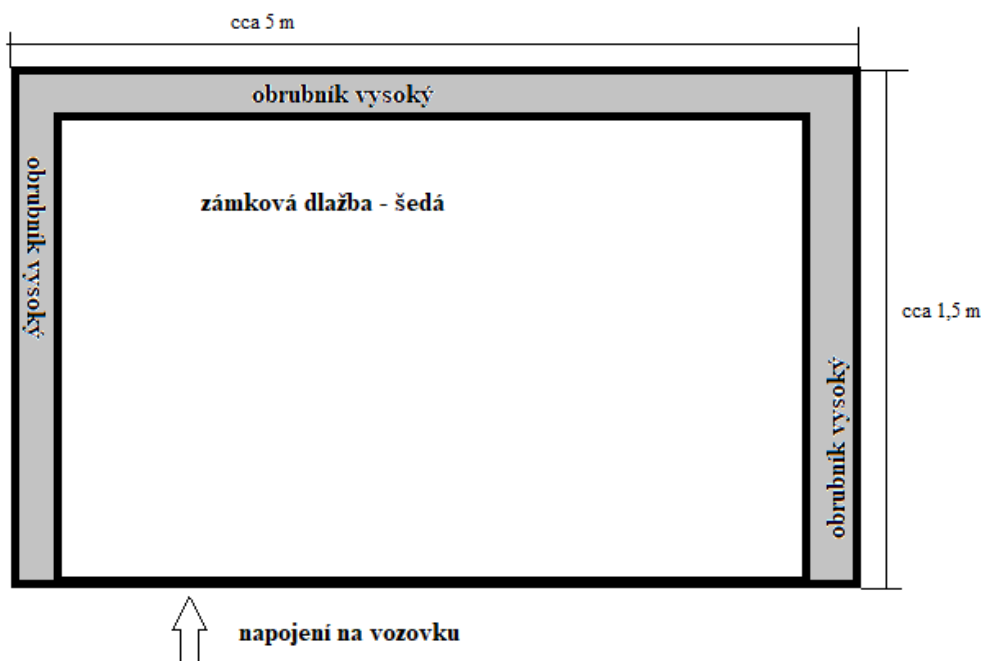 cca 5 m
obrubník vysoký
obrubník vysoký
zámková dlažba - šedá
cca 1,5 m
obrubník vysoký
napojení na vozovku